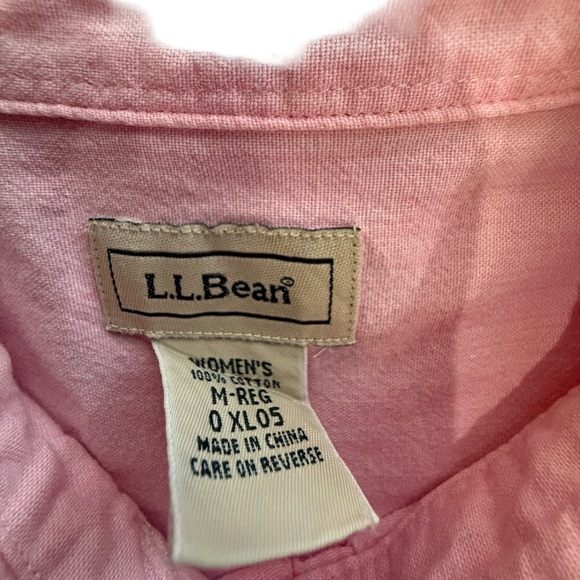 L.L.Bean®
WOMEN'S
100% COTTON
M-REG
0 XL05
MADE IN CHINA
CARE ON REVERSE